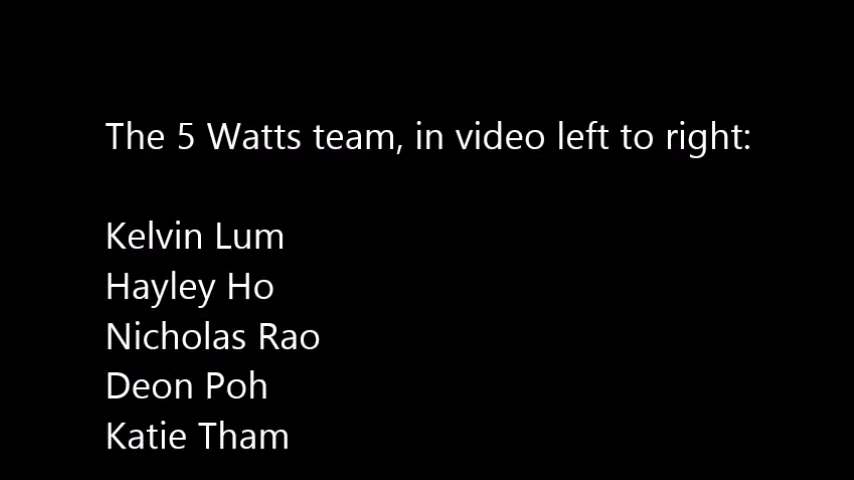 The 5 Watts team, in video left to right:
Kelvin Lum
Hayley Ho
Nicholas Rao
Deon Poh
Katie Tham